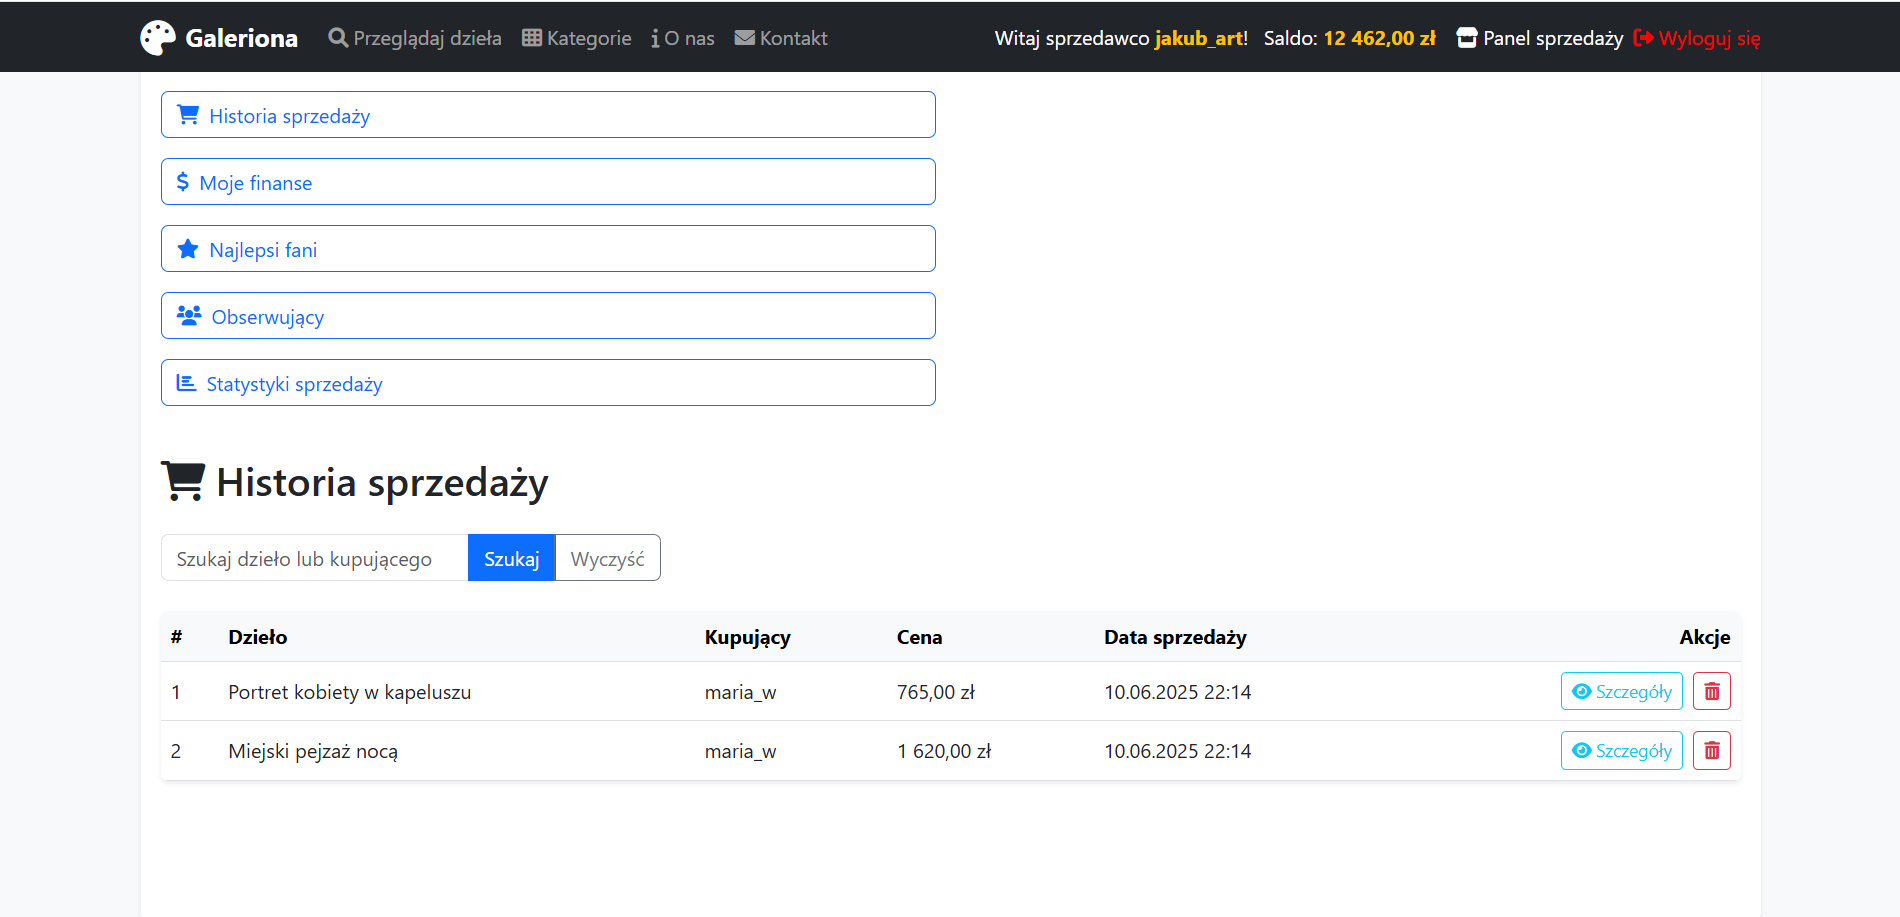 Galeriona Przeglądaj dzieła Kategorie O nas Kontakt Witaj sprzedawco jakub_art! Saldo: 12 462,00 zł Panel sprzedaży Wyloguj się
Historia sprzedaży
Moje finanse
Najlepsi fani
Obserwujący
Statystyki sprzedaży
Historia sprzedaży
Szukaj dzieło lub kupującego Szukaj Wyczyść
# Dzieło Kupujący Cena Data sprzedaży Akcje
1 Portret kobiety w kapeluszu maria_w 765,00 zł 10.06.2025 22:14 Szczegóły
2 Miejski pejzaż nocą maria_w 1 620,00 zł 10.06.2025 22:14 Szczegóły